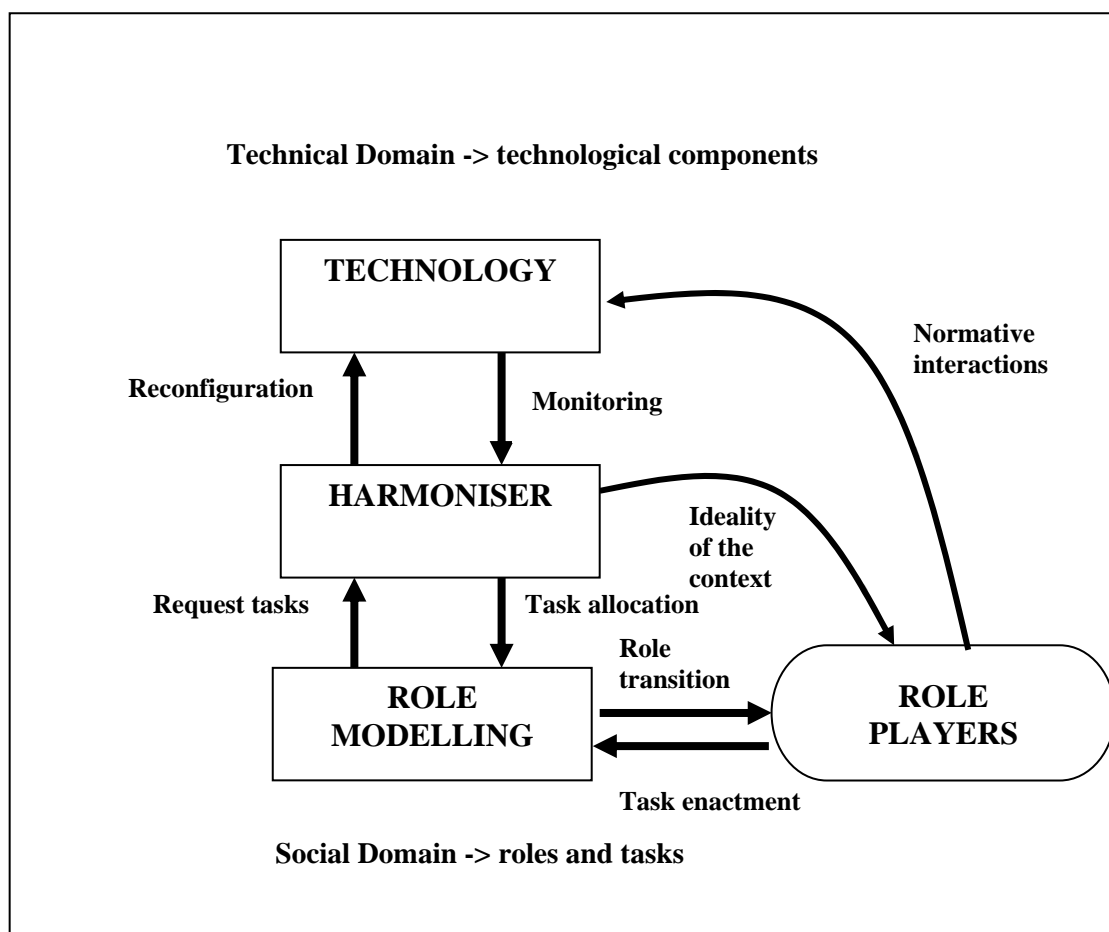 Technical Domain -> technological components
TECHNOLOGY
Normative
interactions
Reconfiguration
Monitoring
HARMONISER
Ideality
of the
context
Request tasks
Task allocation
Role
transition
ROLE
MODELLING
ROLE
PLAYERS
Task enactment
Social Domain -> roles and tasks